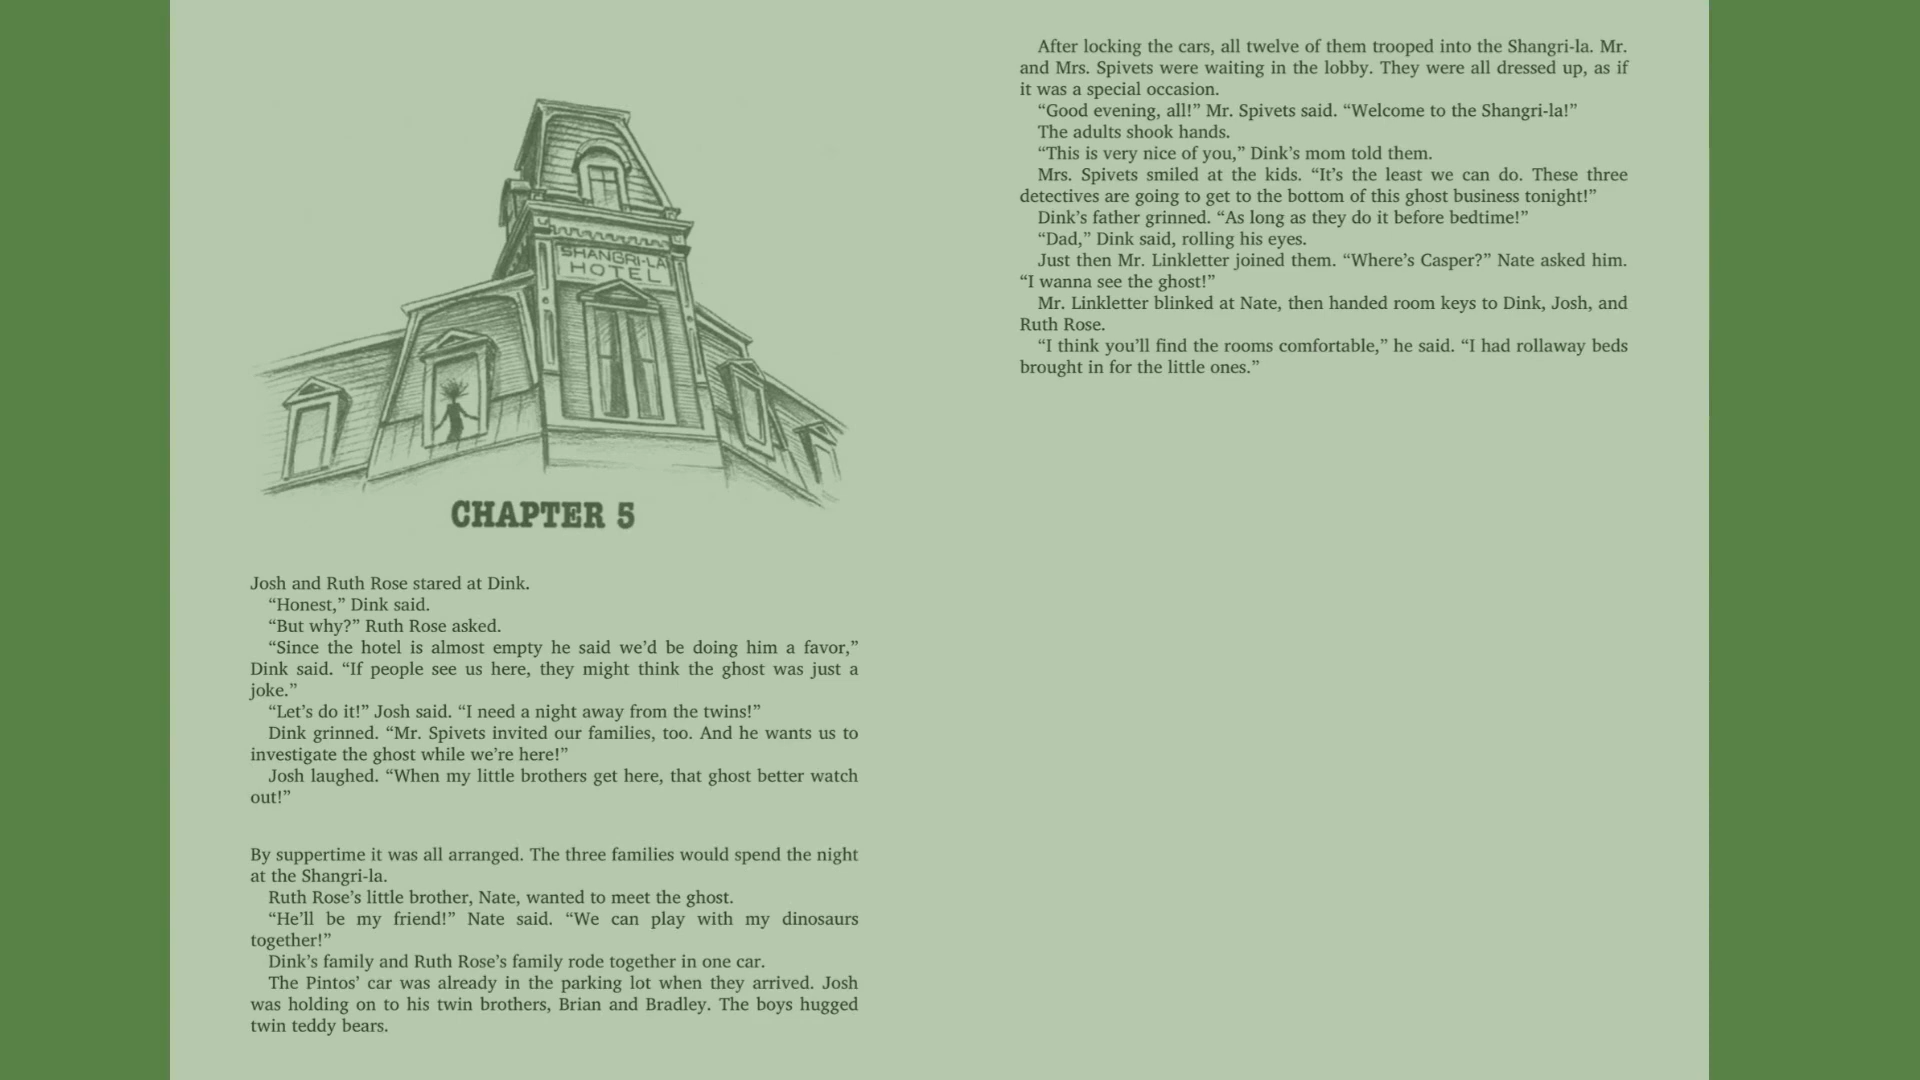 SHANGRI-LA
HOTEL
CHAPTER 5
Josh and Ruth Rose stared at Dink.
“Honest,” Dink said.
“But why?” Ruth Rose asked.
“Since the hotel is almost empty he said we’d be doing him a favor,”
Dink said. “If people see us here, they might think the ghost was just a
joke.”
“Let’s do it!” Josh said. “I need a night away from the twins!”
Dink grinned. “Mr. Spivets invited our families, too. And he wants us to
investigate the ghost while we’re here!”
Josh laughed. “When my little brothers get here, that ghost better watch
out!”
By suppertime it was all arranged. The three families would spend the night
at the Shangri-la.
Ruth Rose’s little brother, Nate, wanted to meet the ghost.
“He’ll be my friend!” Nate said. “We can play with my dinosaurs
together!”
Dink’s family and Ruth Rose’s family rode together in one car.
The Pintos’ car was already in the parking lot when they arrived. Josh
was holding on to his twin brothers, Brian and Bradley. The boys hugged
twin teddy bears.
After locking the cars, all twelve of them trooped into the Shangri-la. Mr.
and Mrs. Spivets were waiting in the lobby. They were all dressed up, as if
it was a special occasion.
“Good evening, all!” Mr. Spivets said. “Welcome to the Shangri-la!”
The adults shook hands.
“This is very nice of you,” Dink’s mom told them.
Mrs. Spivets smiled at the kids. “It’s the least we can do. These three
detectives are going to get to the bottom of this ghost business tonight!”
Dink’s father grinned. “As long as they do it before bedtime!”
“Dad,” Dink said, rolling his eyes.
Just then Mr. Linkletter joined them. “Where’s Casper?” Nate asked him.
“I wanna see the ghost!”
Mr. Linkletter blinked at Nate, then handed room keys to Dink, Josh, and
Ruth Rose.
“I think you’ll find the rooms comfortable,” he said. “I had rollaway beds
brought in for the little ones.”